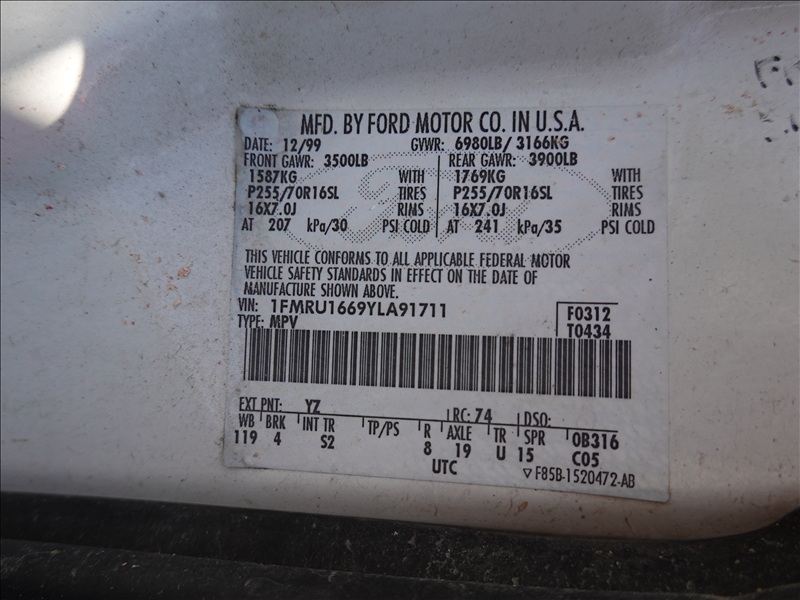 MFD. BY FORD MOTOR CO. IN U.S.A.
DATE: 12/99 GVWR: 6980LB/ 3166KG
FRONT GAWR: 3500LB REAR GAWR: 3900LB
1587KG WITH 1769KG WITH
P255/70R16SL TIRES P255/70R16SL TIRES
16X7.0J RIMS 16X7.0J RIMS
AT 207 kPa/30 PSI COLD AT 241 kPa/35 PSI COLD
THIS VEHICLE CONFORMS TO ALL APPLICABLE FEDERAL MOTOR
VEHICLE SAFETY STANDARDS IN EFFECT ON THE DATE OF
MANUFACTURE SHOWN ABOVE.
VIN: 1FMRU1669YLA91711 F0312
TYPE: MPV T0434
EXT PNT: YZ RC: 74 DSO:
WB BRK INT TR TP/PS R AXLE TR SPR 0B316
119 4 S2 8 19 U 15 C05
UTC ▽ F85B-1520472-AB